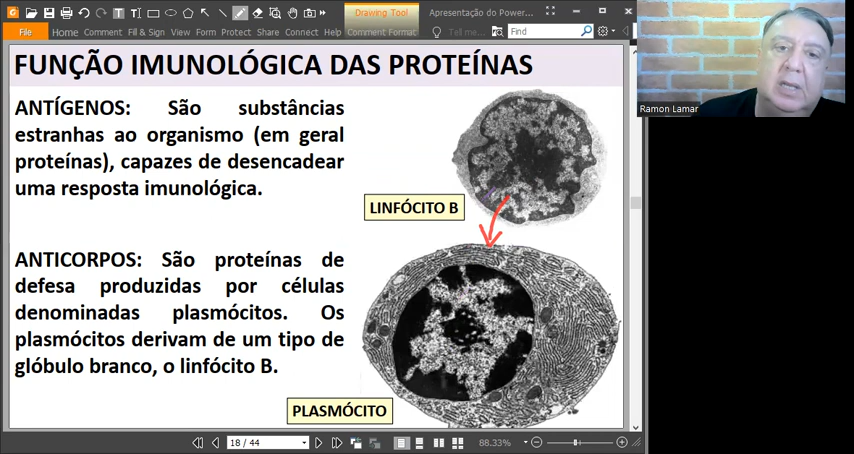 Drawing Tool
Apresentação do Power...
File Home Comment Fill & Sign View Form Protect Share Connect Help Comment Format Tell me... Find
Ramon Lamar
FUNÇÃO IMUNOLÓGICA DAS PROTEÍNAS
ANTÍGENOS: São substâncias
estranhas ao organismo (em geral
proteínas), capazes de desencadear
uma resposta imunológica.
LINFÓCITO B
ANTICORPOS: São proteínas de
defesa produzidas por células
denominadas plasmócitos. Os
plasmócitos derivam de um tipo de
glóbulo branco, o linfócito B.
PLASMÓCITO
18 / 44
88.33%